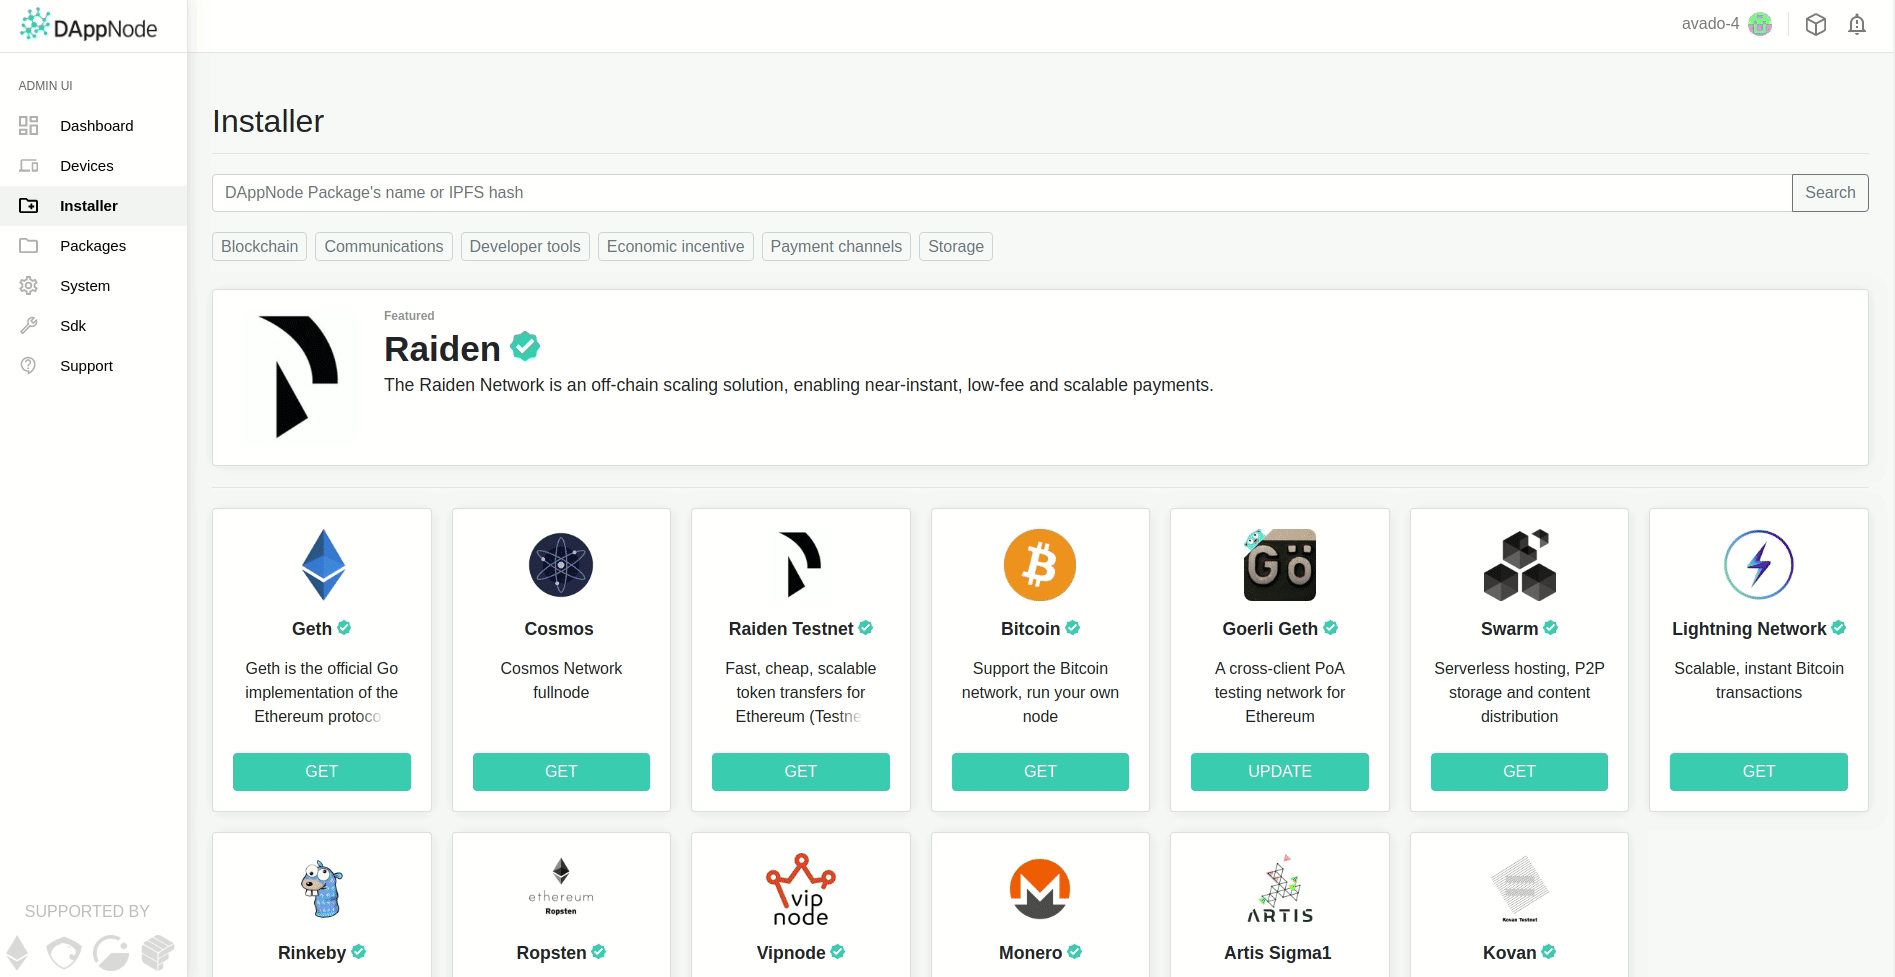 DAppNode
avado-4
ADMIN UI
Dashboard
Devices
Installer
Packages
System
Sdk
Support
SUPPORTED BY
Installer
DAppNode Package's name or IPFS hash
Search
Blockchain
Communications
Developer tools
Economic incentive
Payment channels
Storage
Featured
Raiden
The Raiden Network is an off-chain scaling solution, enabling near-instant, low-fee and scalable payments.
Geth
Geth is the official Go
implementation of the
Ethereum protoco
GET
Cosmos
Cosmos Network
fullnode
GET
Raiden Testnet
Fast, cheap, scalable
token transfers for
Ethereum (Testne
GET
Bitcoin
Support the Bitcoin
network, run your own
node
GET
Gö
Goerli Geth
A cross-client PoA
testing network for
Ethereum
UPDATE
Swarm
Serverless hosting, P2P
storage and content
distribution
GET
Lightning Network
Scalable, instant Bitcoin
transactions
GET
Rinkeby
ethereum
Ropsten
Ropsten
vip
node
Vipnode
Monero
ARTIS
Artis Sigma1
Kovan Testnet
Kovan